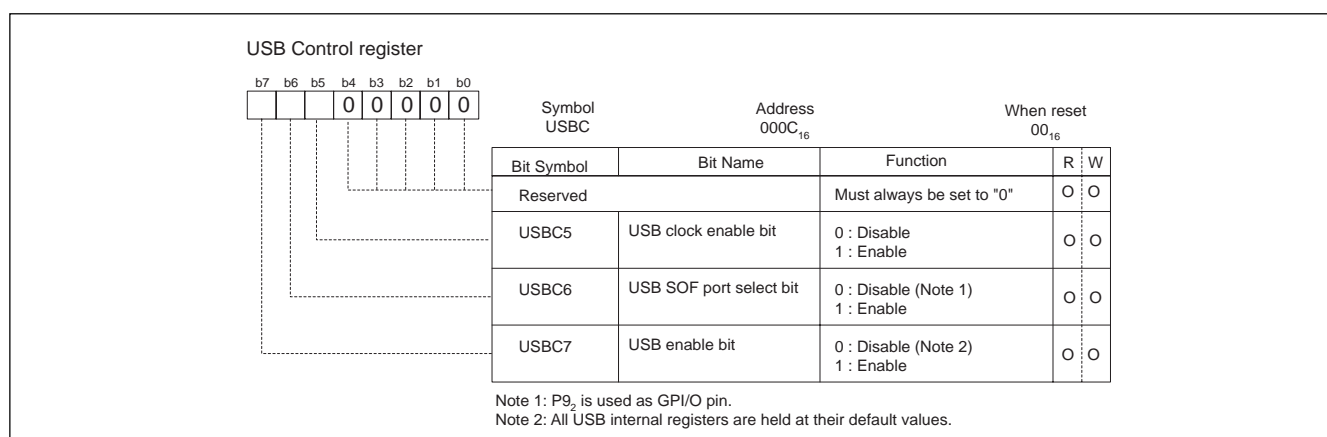 USB Control register
b7 b6 b5 b4 b3 b2 b1 b0
0 0 0 0 0
Symbol Address When reset
USBC 000C16 0016
Bit Symbol Bit Name Function R W
Reserved Must always be set to "0" O O
USBC5 USB clock enable bit 0 : Disable
1 : Enable O O
USBC6 USB SOF port select bit 0 : Disable (Note 1)
1 : Enable O O
USBC7 USB enable bit 0 : Disable (Note 2)
1 : Enable O O
Note 1: P92 is used as GPI/O pin.
Note 2: All USB internal registers are held at their default values.